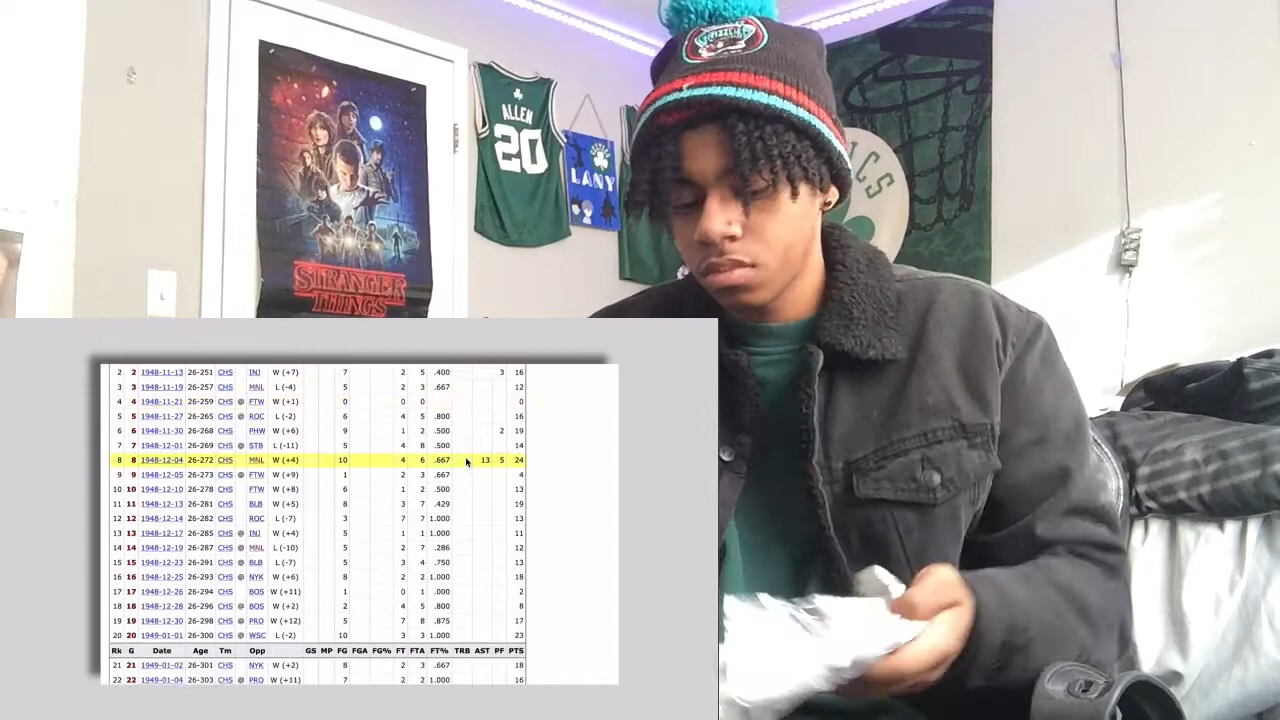 GRIZZLIES
ALLEN
20
LANY
CELTICS
STRANGER
THINGS
2 2 1948-11-13 26-251 CHS INJ W (+7) 7 2 5 .400 3 16
3 3 1948-11-19 26-257 CHS MNL L (-4) 5 2 3 .667 12
4 4 1948-11-21 26-259 CHS @ FTW W (+1) 0 0 0 0
5 5 1948-11-27 26-265 CHS @ ROC L (-2) 6 4 5 .800 16
6 6 1948-11-30 26-268 CHS PHW W (+6) 9 1 2 .500 2 19
7 7 1948-12-01 26-269 CHS @ STB L (-11) 5 4 8 .500 14
8 8 1948-12-04 26-272 CHS MNL W (+4) 10 4 6 .667 13 5 24
9 9 1948-12-05 26-273 CHS @ FTW W (+9) 1 2 3 .667 4
10 10 1948-12-10 26-278 CHS FTW W (+8) 6 1 2 .500 13
11 11 1948-12-13 26-281 CHS BLB W (+5) 8 3 7 .429 19
12 12 1948-12-14 26-282 CHS ROC L (-7) 3 7 7 1.000 13
13 13 1948-12-17 26-285 CHS @ INJ W (+4) 5 1 1 1.000 11
14 14 1948-12-19 26-287 CHS @ MNL L (-10) 5 2 7 .286 12
15 15 1948-12-23 26-291 CHS @ BLB L (-7) 5 3 4 .750 13
16 16 1948-12-25 26-293 CHS @ NYK W (+6) 8 2 2 1.000 18
17 17 1948-12-26 26-294 CHS BOS W (+11) 1 0 1 .000 2
18 18 1948-12-28 26-296 CHS @ BOS W (+2) 2 4 5 .800 8
19 19 1948-12-30 26-298 CHS @ PRO W (+12) 5 7 8 .875 17
20 20 1949-01-01 26-300 CHS @ WSC L (-2) 10 3 3 1.000 23
Rk G Date Age Tm Opp GS MP FG FGA FG% FT FTA FT% TRB AST PF PTS
21 21 1949-01-02 26-301 CHS NYK W (+2) 8 2 3 .667 18
22 22 1949-01-04 26-303 CHS @ PRO W (+11) 7 2 2 1.000 16